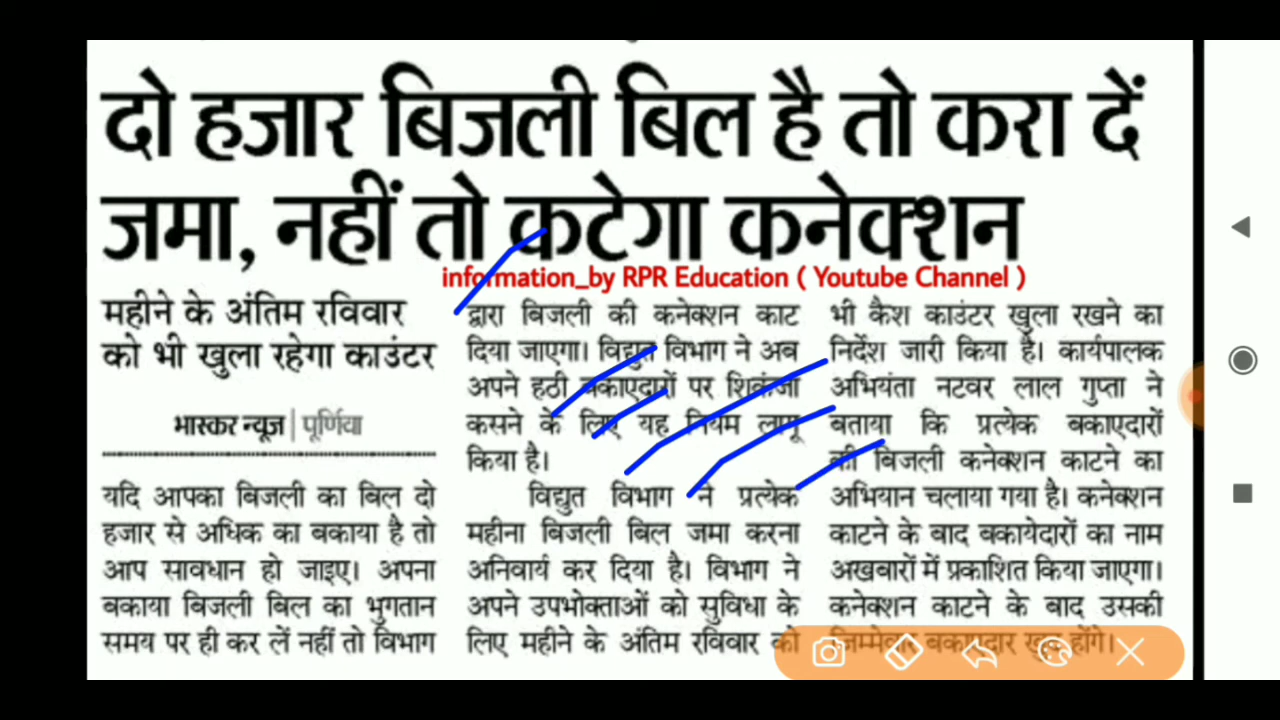 दो हजार बिजली बिल है तो करा दें
जमा, नहीं तो कटेगा कनेक्शन
information_by RPR Education ( Youtube Channel )
महीने के अंतिम रविवार
को भी खुला रहेगा काउंटर
भास्कर न्यूज | पूर्णिया
यदि आपका बिजली का बिल दो
हजार से अधिक का बकाया है तो
आप सावधान हो जाइए। अपना
बकाया बिजली बिल का भुगतान
समय पर ही कर लें नहीं तो विभाग
द्वारा बिजली की कनेक्शन काट
दिया जाएगा। विद्युत विभाग ने अब
अपने हठी बकाएदारों पर शिकंजा
कसने के लिए यह नियम लागू
किया है।
विद्युत विभाग ने प्रत्येक
महीना बिजली बिल जमा करना
अनिवार्य कर दिया है। विभाग ने
अपने उपभोक्ताओं को सुविधा के
लिए महीने के अंतिम रविवार को
भी कैश काउंटर खुला रखने का
निर्देश जारी किया है। कार्यपालक
अभियंता नटवर लाल गुप्ता ने
बताया कि प्रत्येक बकाएदारों
की बिजली कनेक्शन काटने का
अभियान चलाया गया है। कनेक्शन
काटने के बाद बकायेदारों का नाम
अखबारों में प्रकाशित किया जाएगा।
कनेक्शन काटने के बाद उसकी
जिम्मेवार बकाएदार खुद होंगे।